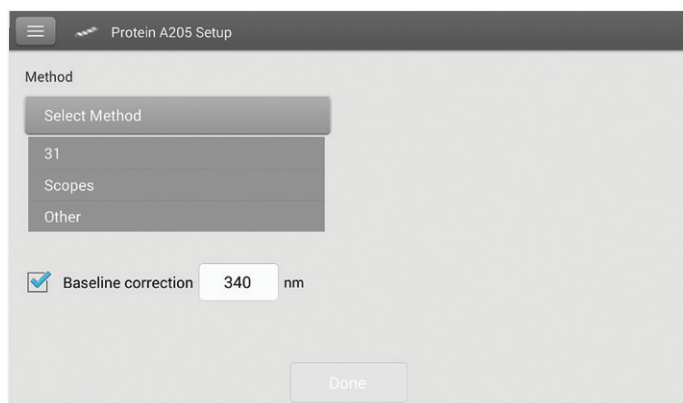 Protein A205 Setup
Method
Select Method
31
Scopes
Other
Baseline correction 340 nm
Done